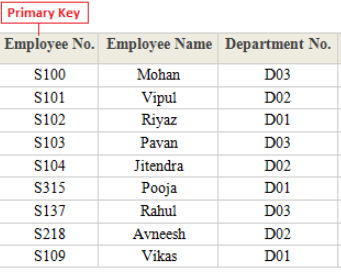 Primary Key
Employee No. Employee Name Department No.
S100 Mohan D03
S101 Vipul D02
S102 Riyaz D01
S103 Pavan D03
S104 Jitendra D02
S315 Pooja D01
S137 Rahul D03
S218 Avneesh D02
S109 Vikas D01